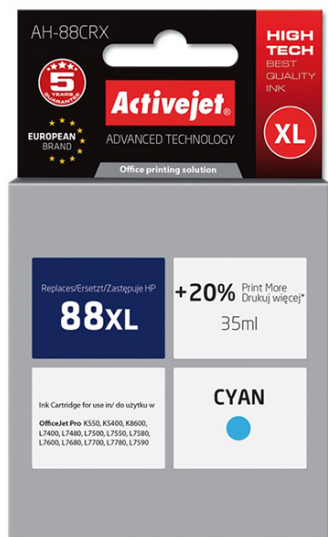 AH-88CRX
HIGH
TECH
BEST
QUALITY
INK
5
YEARS
GUARANTEE
Activejet®
EUROPEAN
BRAND
ADVANCED TECHNOLOGY
XL
Office printing solution
Replaces/Ersetzt/Zastępuje HP
88XL
+20% Print More
Drukuj więcej*
35ml
Ink Cartridge for use in/ do użytku w
OfficeJet Pro K550, K5400, K8600,
L7400, L7480, L7500, L7550, L7580,
L7600, L7680, L7700, L7780, L7590
CYAN